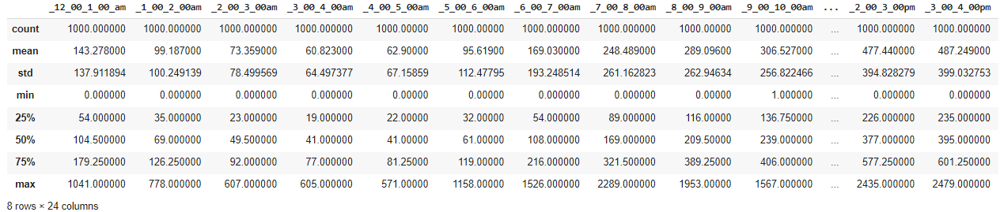 _12_00_1_00_am _1_00_2_00am _2_00_3_00am _3_00_4_00am _4_00_5_00am _5_00_6_00am _6_00_7_00am _7_00_8_00am _8_00_9_00am _9_00_10_00am ... _2_00_3_00pm _3_00_4_00pm
count 1000.000000 1000.000000 1000.000000 1000.000000 1000.00000 1000.00000 1000.000000 1000.000000 1000.00000 1000.000000 ... 1000.000000 1000.000000
mean 143.278000 99.187000 73.359000 60.823000 62.90000 95.61900 169.030000 248.489000 289.09600 306.527000 ... 477.440000 487.249000
std 137.911894 100.249139 78.499569 64.497377 67.15859 112.47795 193.248514 261.162823 262.94634 256.822466 ... 394.828279 399.032753
min 0.000000 0.000000 0.000000 0.000000 0.00000 0.00000 0.000000 0.000000 0.00000 1.000000 ... 0.000000 0.000000
25% 54.000000 35.000000 23.000000 19.000000 22.00000 32.00000 54.000000 89.000000 116.00000 136.750000 ... 226.000000 235.000000
50% 104.500000 69.000000 49.500000 41.000000 41.00000 61.00000 108.000000 169.000000 209.50000 239.000000 ... 377.000000 395.000000
75% 179.250000 126.250000 92.000000 77.000000 81.25000 119.00000 216.000000 321.500000 389.25000 406.000000 ... 577.250000 601.250000
max 1041.000000 778.000000 607.000000 605.000000 571.00000 1158.00000 1526.000000 2289.000000 1953.00000 1567.000000 ... 2435.000000 2479.000000
8 rows × 24 columns